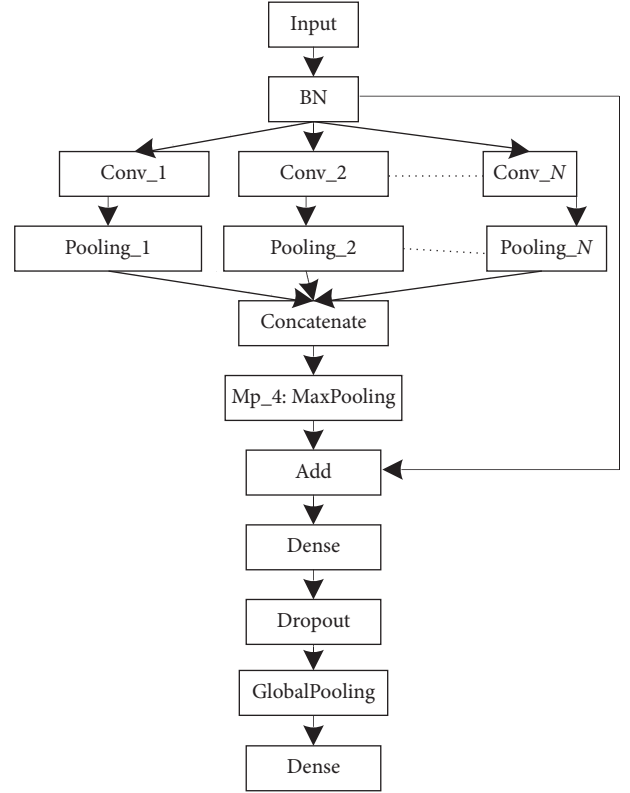 Input
BN
Conv_1
Conv_2
Conv_N
Pooling_1
Pooling_2
Pooling_N
Concatenate
Mp_4: MaxPooling
Add
Dense
Dropout
GlobalPooling
Dense